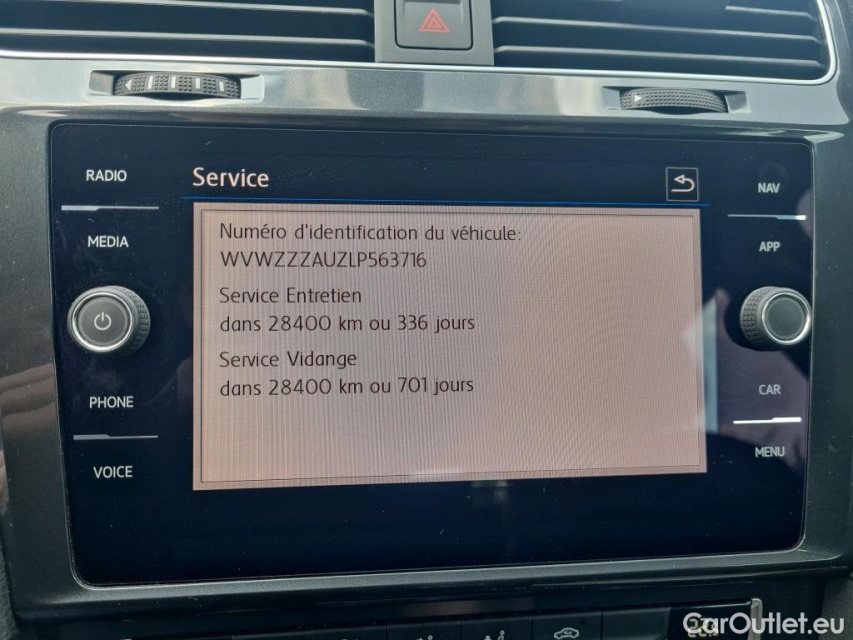 RADIO
MEDIA
PHONE
VOICE
Service
Numéro d'identification du véhicule:
WVWZZZAUZLP563716
Service Entretien
dans 28400 km ou 336 jours
Service Vidange
dans 28400 km ou 701 jours
NAV
APP
CAR
MENU
CarOutlet.eu